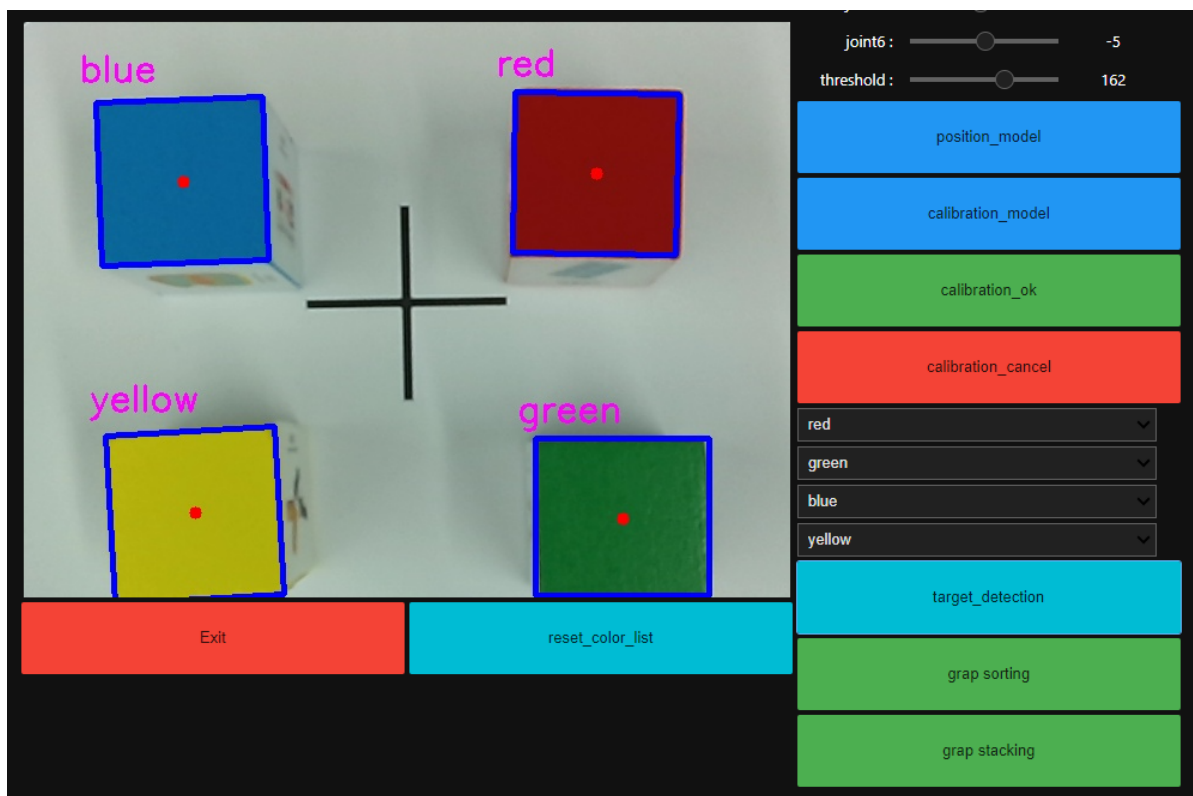 blue
red
yellow
green
joint6 :
-5
threshold :
162
position_model
calibration_model
calibration_ok
calibration_cancel
red
green
blue
yellow
target_detection
grap sorting
grap stacking
Exit
reset_color_list